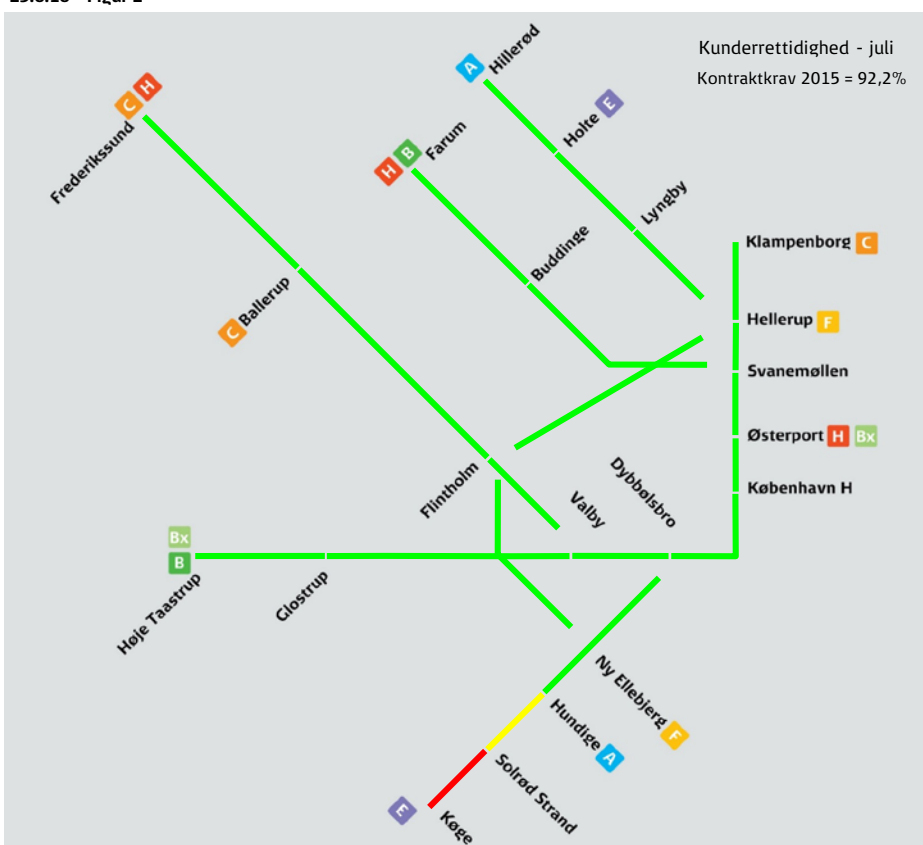 Kunderrettidighed - juli
Kontraktkrav 2015 = 92,2%
A Hillerød
Holte E
Lyngby
C H
Frederikssund
H B Farum
Buddinge
C Ballerup
Klampenborg C
Hellerup F
Svanemøllen
Østerport H Bx
København H
Flintholm
Valby
Dybbølsbro
Bx
B
Høje Taastrup
Glostrup
Ny Ellebjerg F
Hundige A
Solrød Strand
E Køge